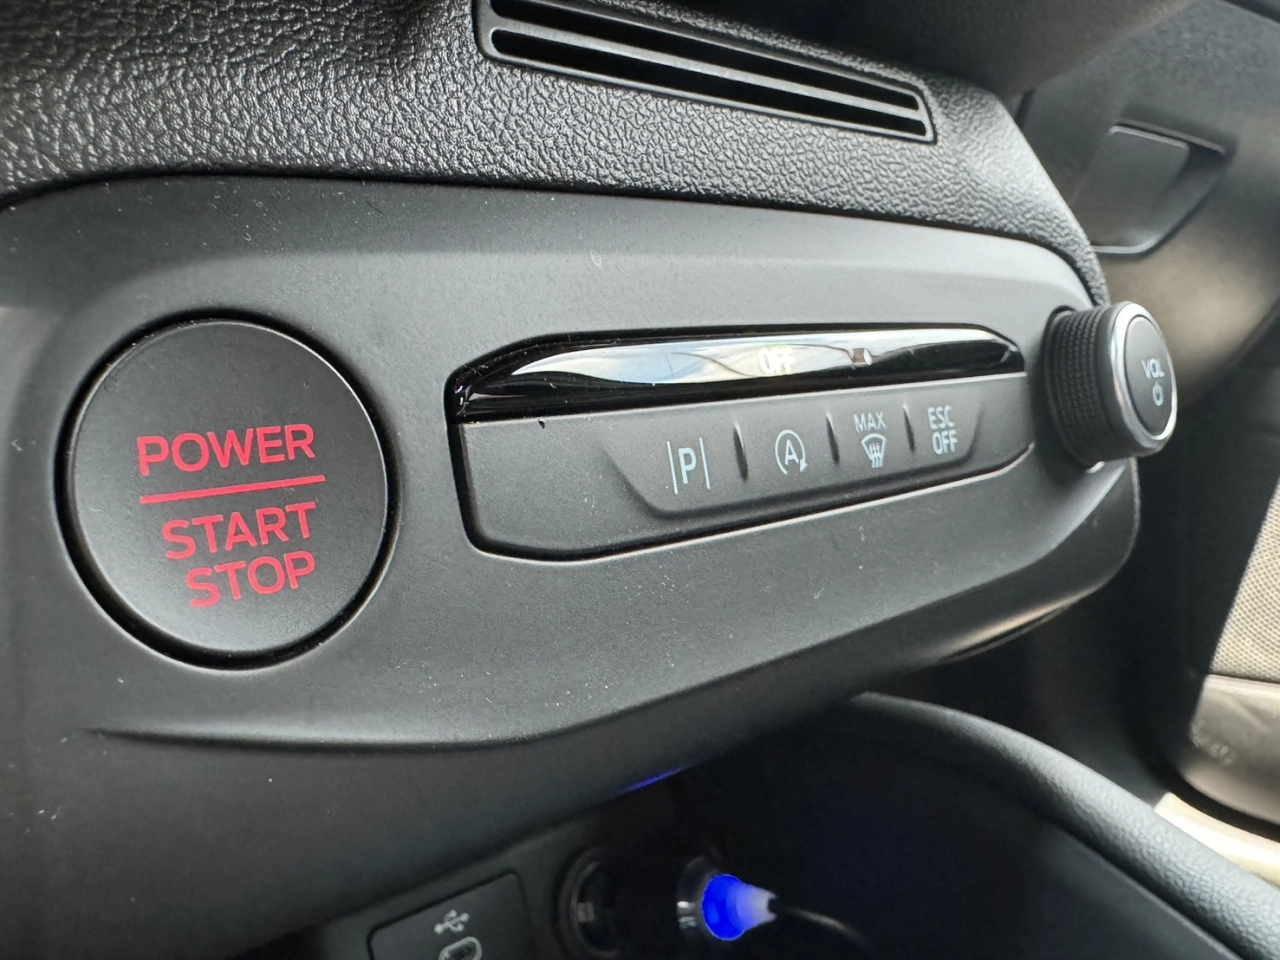 POWER
START
STOP
OFF
P
A
MAX
ESC
OFF
VOL